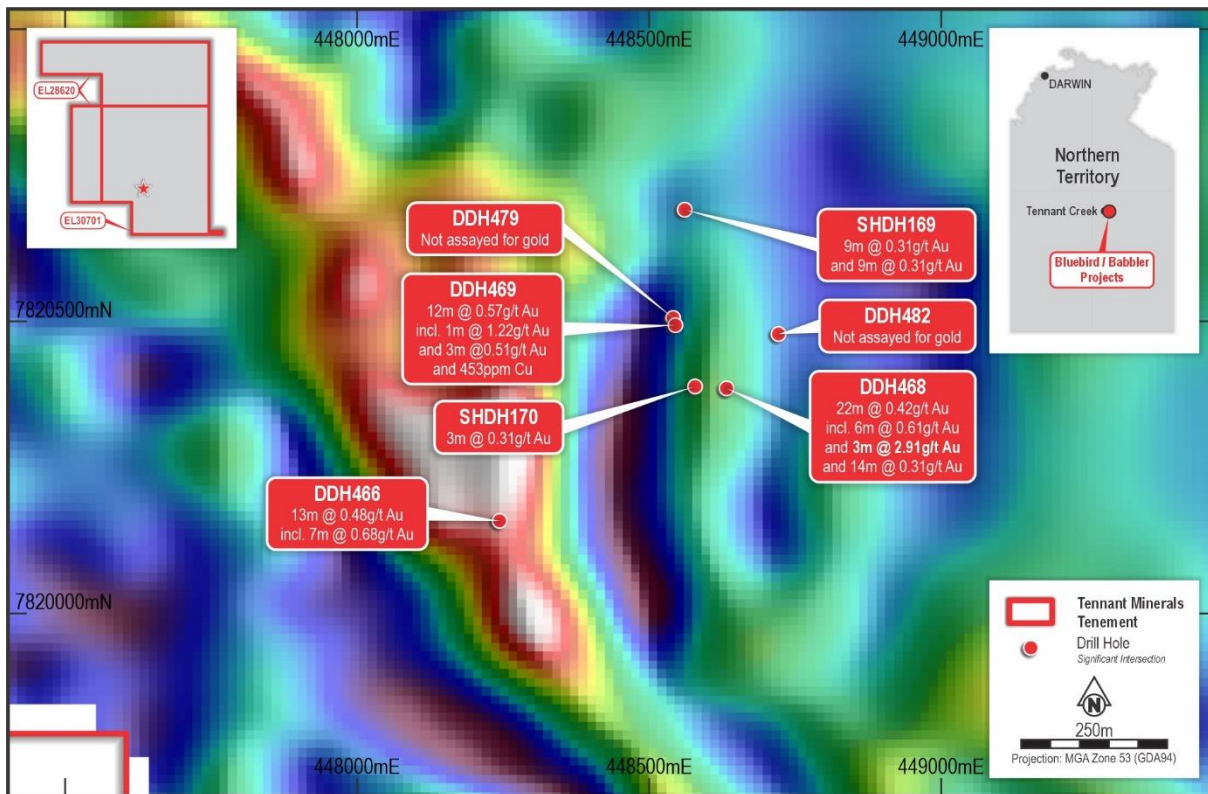 448000mE
448500mE
449000mE
EL28620
EL30701
DARWIN
Northern
Territory
Tennant Creek
Bluebird / Babbler
Projects
DDH479
Not assayed for gold
SHDH169
9m @ 0.31g/t Au
and 9m @ 0.31g/t Au
DDH469
12m @ 0.57g/t Au
incl. 1m @ 1.22g/t Au
and 3m @0.51g/t Au
and 453ppm Cu
7820500mN
DDH482
Not assayed for gold
SHDH170
3m @ 0.31g/t Au
DDH468
22m @ 0.42g/t Au
incl. 6m @ 0.61g/t Au
and 3m @ 2.91g/t Au
and 14m @ 0.31g/t Au
DDH466
13m @ 0.48g/t Au
incl. 7m @ 0.68g/t Au
7820000mN
Tennant Minerals
Tenement
Drill Hole
Significant Intersection
N
250m
Projection: MGA Zone 53 (GDA94)
448000mE
448500mE
449000mE